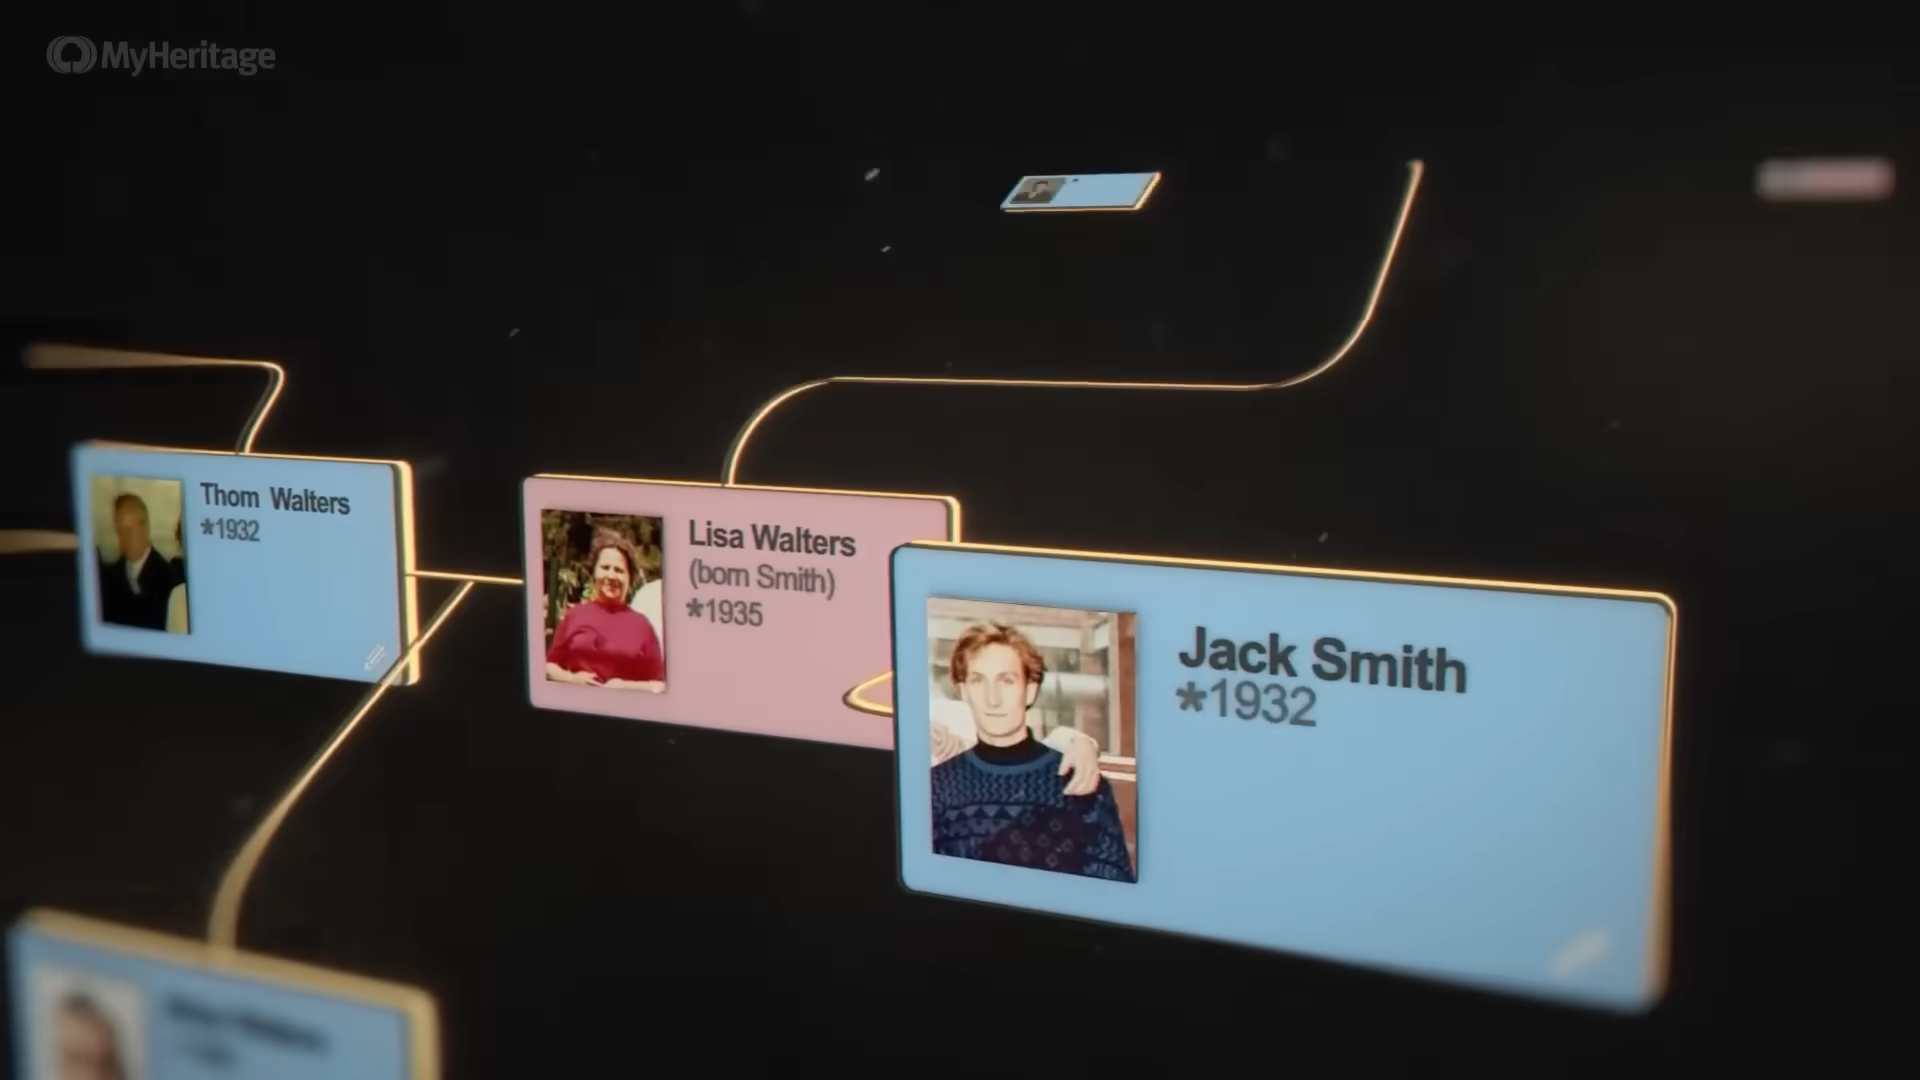 MyHeritage
Thom Walters
*1932
Lisa Walters
(born Smith)
*1935
Jack Smith
*1932